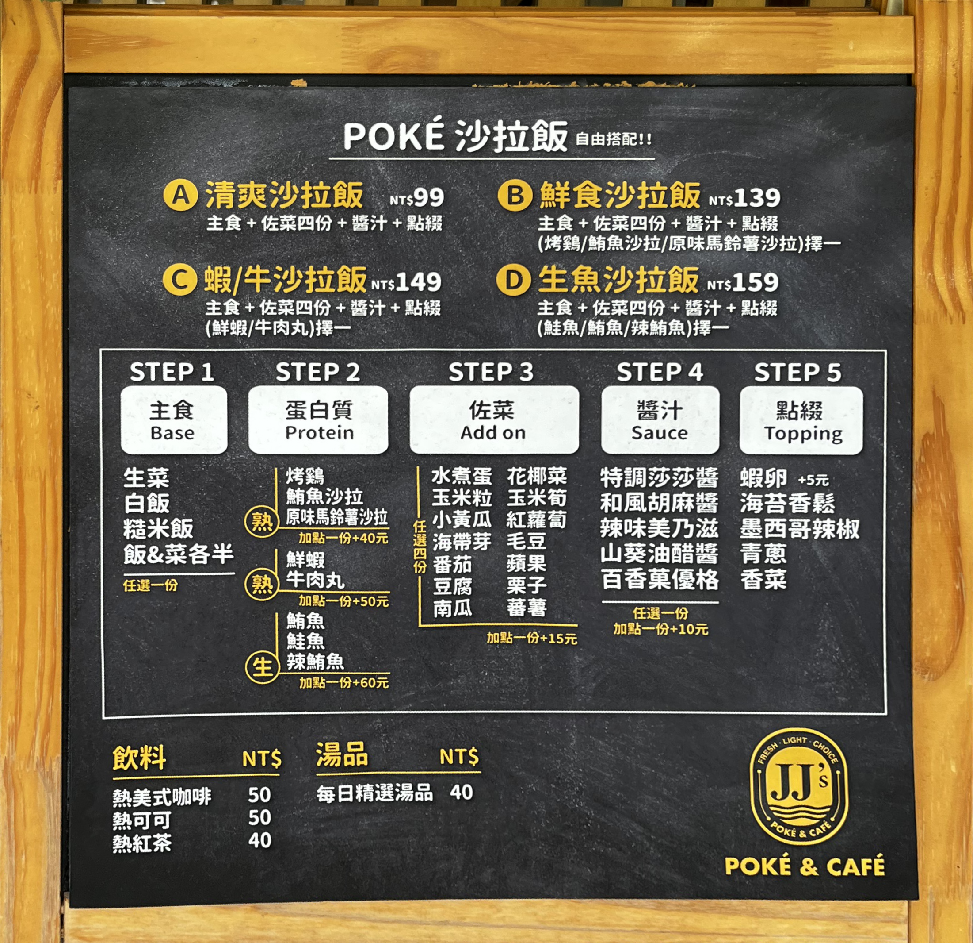 POKÉ 沙拉飯 自由搭配!!
A 清爽沙拉飯 NT$99
主食 + 佐菜四份 + 醬汁 + 點綴
B 鮮食沙拉飯 NT$139
主食 + 佐菜四份 + 醬汁 + 點綴
(烤鷄/鮪魚沙拉/原味馬鈴薯沙拉)擇一
C 蝦/牛沙拉飯 NT$149
主食 + 佐菜四份 + 醬汁 + 點綴
(鮮蝦/牛肉丸)擇一
D 生魚沙拉飯 NT$159
主食 + 佐菜四份 + 醬汁 + 點綴
(鮭魚/鮪魚/辣鮪魚)擇一
STEP 1
主食
Base
生菜
白飯
糙米飯
飯&菜各半
任選一份
STEP 2
蛋白質
Protein
熟
烤鷄
鮪魚沙拉
原味馬鈴薯沙拉
加點一份+40元
熟
鮮蝦
牛肉丸
加點一份+50元
生
鮪魚
鮭魚
辣鮪魚
加點一份+60元
STEP 3
佐菜
Add on
任選四份
水煮蛋 花椰菜
玉米粒 玉米筍
小黃瓜 紅蘿蔔
海帶芽 毛豆
番茄 蘋果
豆腐 栗子
南瓜 蕃薯
加點一份+15元
STEP 4
醬汁
Sauce
特調莎莎醬
和風胡麻醬
辣味美乃滋
山葵油醋醬
百香菓優格
任選一份
加點一份+10元
STEP 5
點綴
Topping
蝦卵 +5元
海苔香鬆
墨西哥辣椒
青蔥
香菜
飲料 NT$
熱美式咖啡 50
熱可可 50
熱紅茶 40
湯品 NT$
每日精選湯品 40
FRESH · LIGHT · CHOICE
JJ's
POKÉ & CAFÉ
POKÉ & CAFÉ